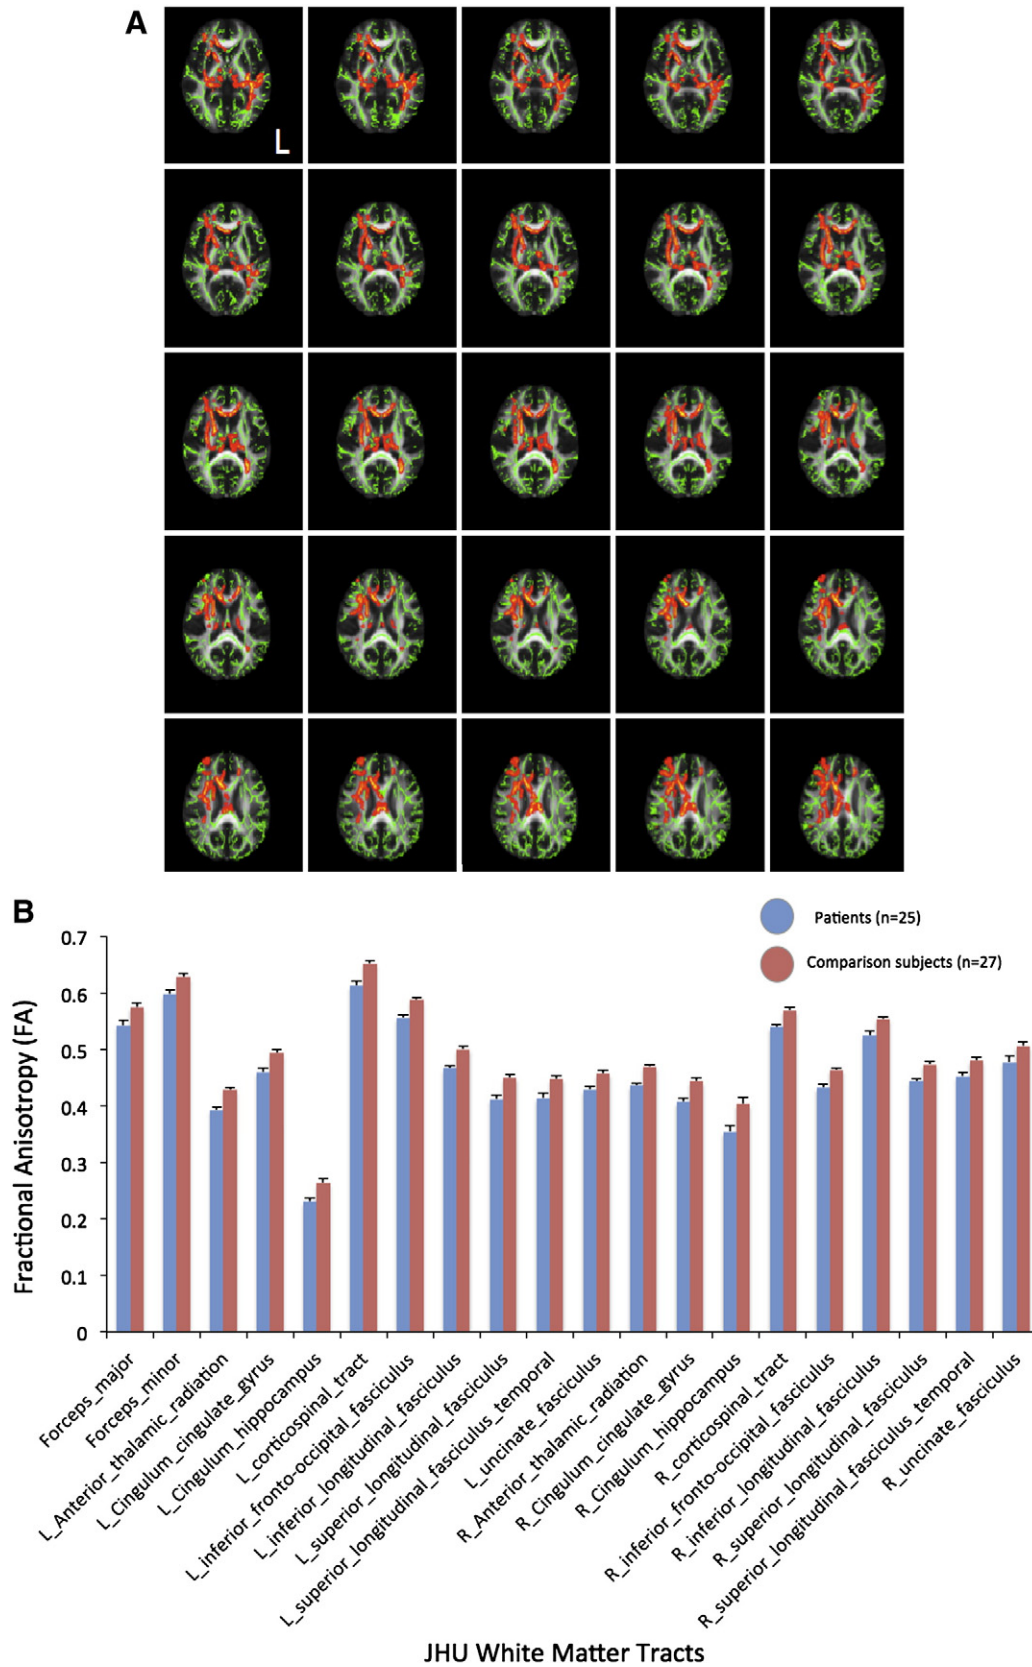 A
L
B
Patients (n=25)
Comparison subjects (n=27)
Fractional Anisotropy (FA)
0.7
0.6
0.5
0.4
0.3
0.2
0.1
0
Forceps_major
Forceps_minor
L_Anterior_thalamic_radiation
L_Cingulate_gyrus
L_Cingulum_hippocampus
L_corticospinal_tract
L_inferior_fronto-occipital_fasciculus
L_inferior_longitudinal_fasciculus
L_superior_longitudinal_fasciculus
L_superior_longitudinal_fasciculus_temporal
L_uncinate_fasciculus
R_Anterior_thalamic_radiation
R_Cingulum_cingulate_gyrus
R_Cingulum_hippocampus
R_corticospinal_tract
R_inferior_fronto-occipital_fasciculus
R_inferior_longitudinal_fasciculus
R_superior_longitudinal_fasciculus
R_superior_longitudinal_fasciculus_temporal
R_uncinate_fasciculus
JHU White Matter Tracts